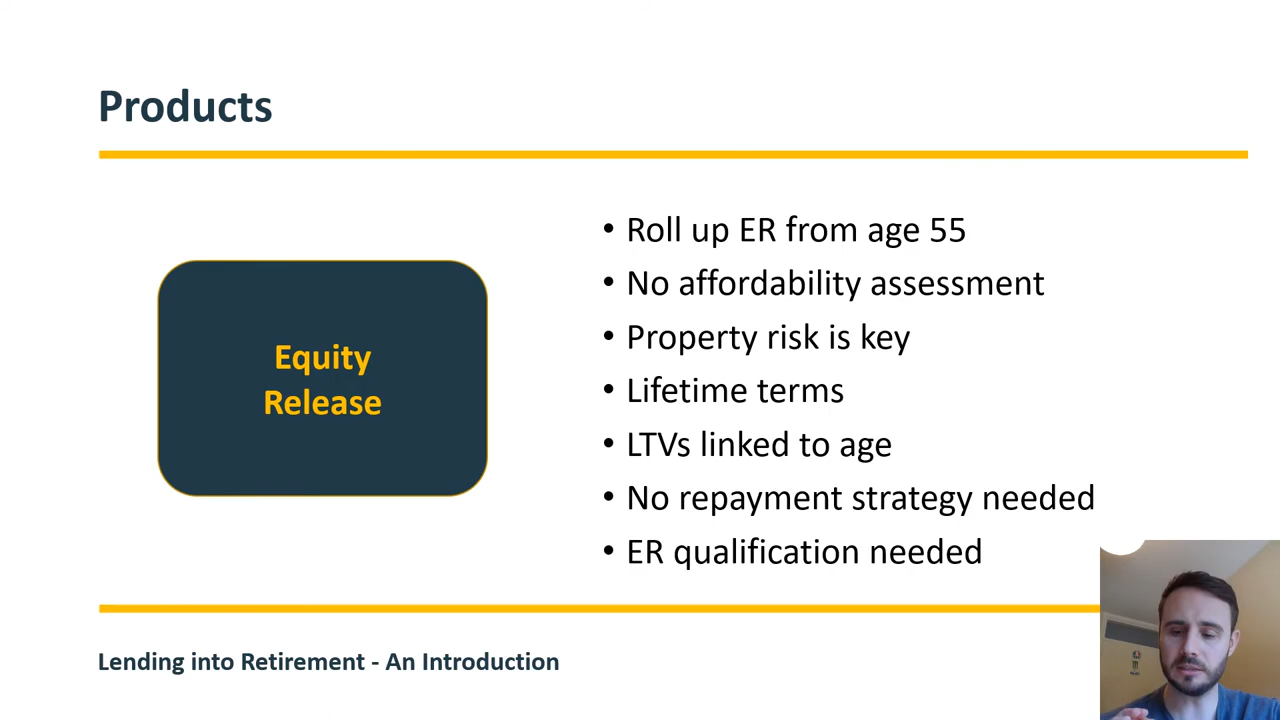 Products
Equity
Release
• Roll up ER from age 55
• No affordability assessment
• Property risk is key
• Lifetime terms
• LTVs linked to age
• No repayment strategy needed
• ER qualification needed
Lending into Retirement - An Introduction